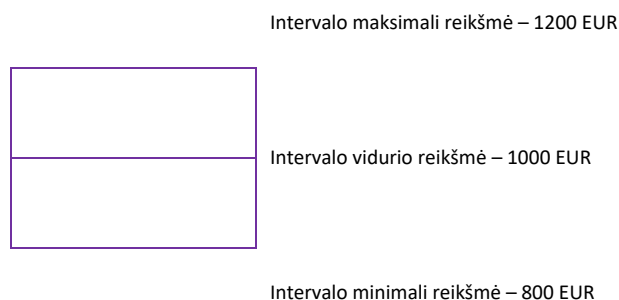 Intervalo maksimali reikšmė – 1200 EUR
Intervalo vidurio reikšmė – 1000 EUR
Intervalo minimali reikšmė – 800 EUR